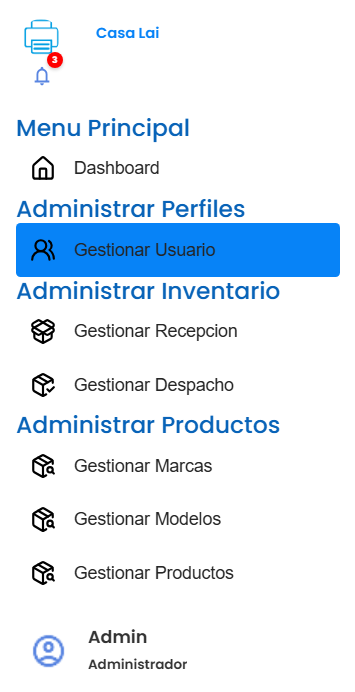 Casa Lai
3
Menu Principal
Dashboard
Administrar Perfiles
Gestionar Usuario
Administrar Inventario
Gestionar Recepcion
Gestionar Despacho
Administrar Productos
Gestionar Marcas
Gestionar Modelos
Gestionar Productos
Admin
Administrador